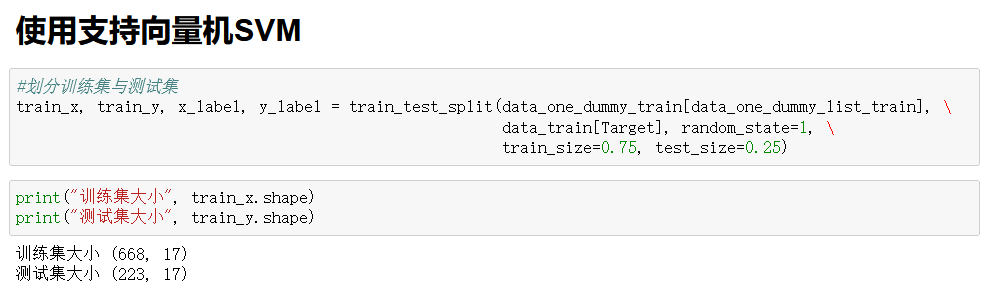 使用支持向量机SVM
#划分训练集与测试集
train_x, train_y, x_label, y_label = train_test_split(data_one_dummy_train[data_one_dummy_list_train], \
data_train[Target], random_state=1, \
train_size=0.75, test_size=0.25)
print("训练集大小", train_x.shape)
print("测试集大小", train_y.shape)
训练集大小 (668, 17)
测试集大小 (223, 17)